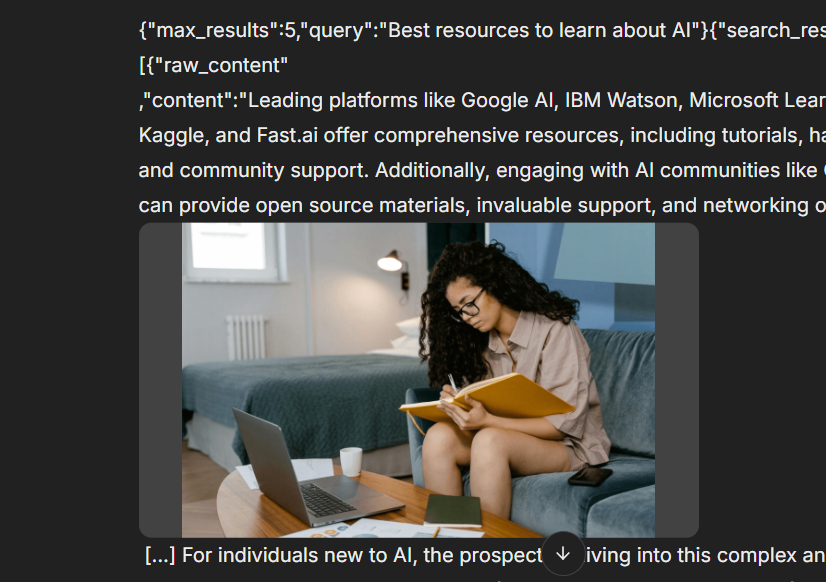 {"max_results":5,"query":"Best resources to learn about AI"}{"search_res
[{"raw_content"
,"content":"Leading platforms like Google AI, IBM Watson, Microsoft Lear
Kaggle, and Fast.ai offer comprehensive resources, including tutorials, ha
and community support. Additionally, engaging with AI communities like
can provide open source materials, invaluable support, and networking o
[...] For individuals new to AI, the prospect iving into this complex an